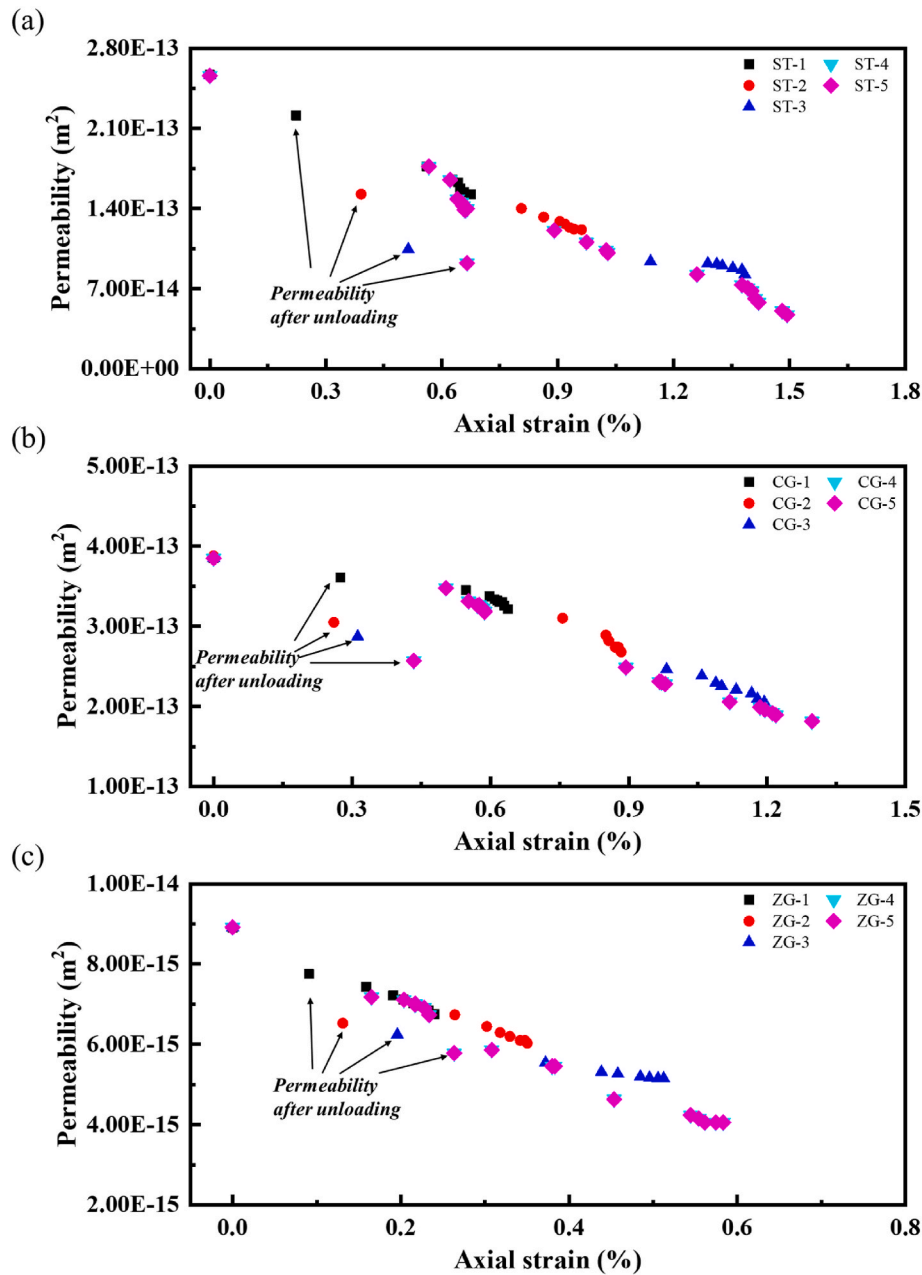 (a)
2.80E-13
2.10E-13
1.40E-13
7.00E-14
0.00E+00
Permeability (m²)
ST-1 ST-4
ST-2 ST-5
ST-3
Permeability
after unloading
0.0 0.3 0.6 0.9 1.2 1.5 1.8
Axial strain (%)
(b)
5.00E-13
4.00E-13
3.00E-13
2.00E-13
1.00E-13
Permeability (m²)
CG-1 CG-4
CG-2 CG-5
CG-3
Permeability
after unloading
0.0 0.3 0.6 0.9 1.2 1.5
Axial strain (%)
(c)
1.00E-14
8.00E-15
6.00E-15
4.00E-15
2.00E-15
Permeability (m²)
ZG-1 ZG-4
ZG-2 ZG-5
ZG-3
Permeability
after unloading
0.0 0.2 0.4 0.6 0.8
Axial strain (%)